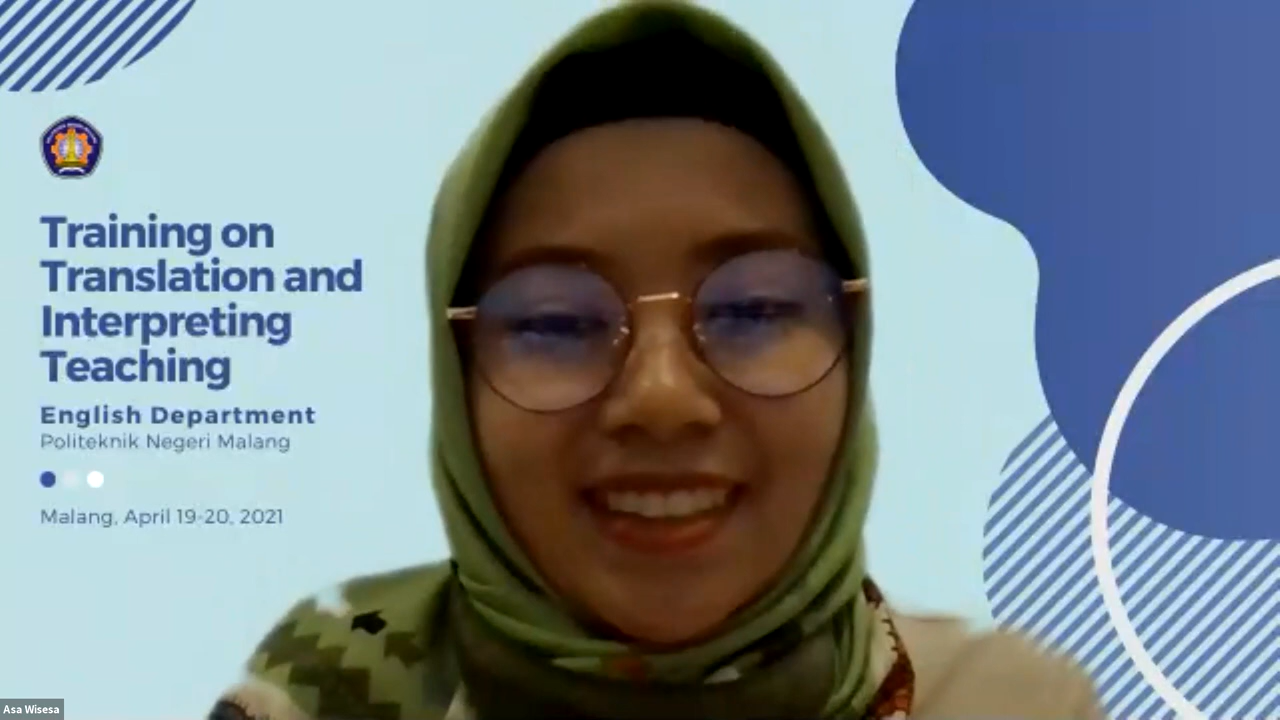 Training on
Translation and
Interpreting
Teaching
English Department
Politeknik Negeri Malang
Malang, April 19-20, 2021
Asa Wisesa